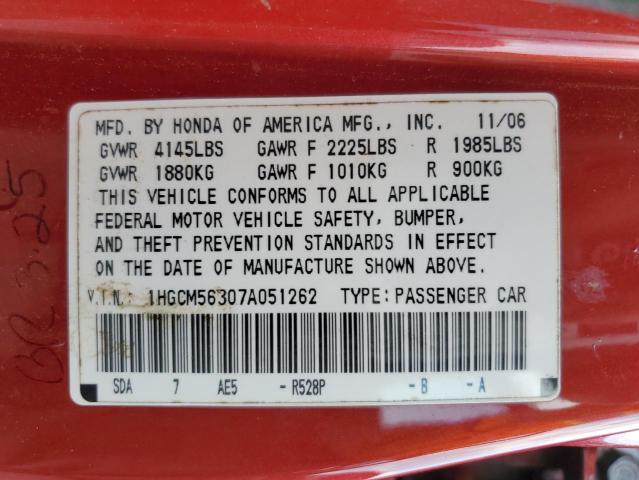 MFD. BY HONDA OF AMERICA MFG., INC. 11/06
GVWR 4145LBS GAWR F 2225LBS R 1985LBS
GVWR 1880KG GAWR F 1010KG R 900KG
THIS VEHICLE CONFORMS TO ALL APPLICABLE
FEDERAL MOTOR VEHICLE SAFETY, BUMPER,
AND THEFT PREVENTION STANDARDS IN EFFECT
ON THE DATE OF MANUFACTURE SHOWN ABOVE.
V.I.N.: 1HGCM56307A051262 TYPE: PASSENGER CAR
SDA 7 AE5 - R528P - B - A